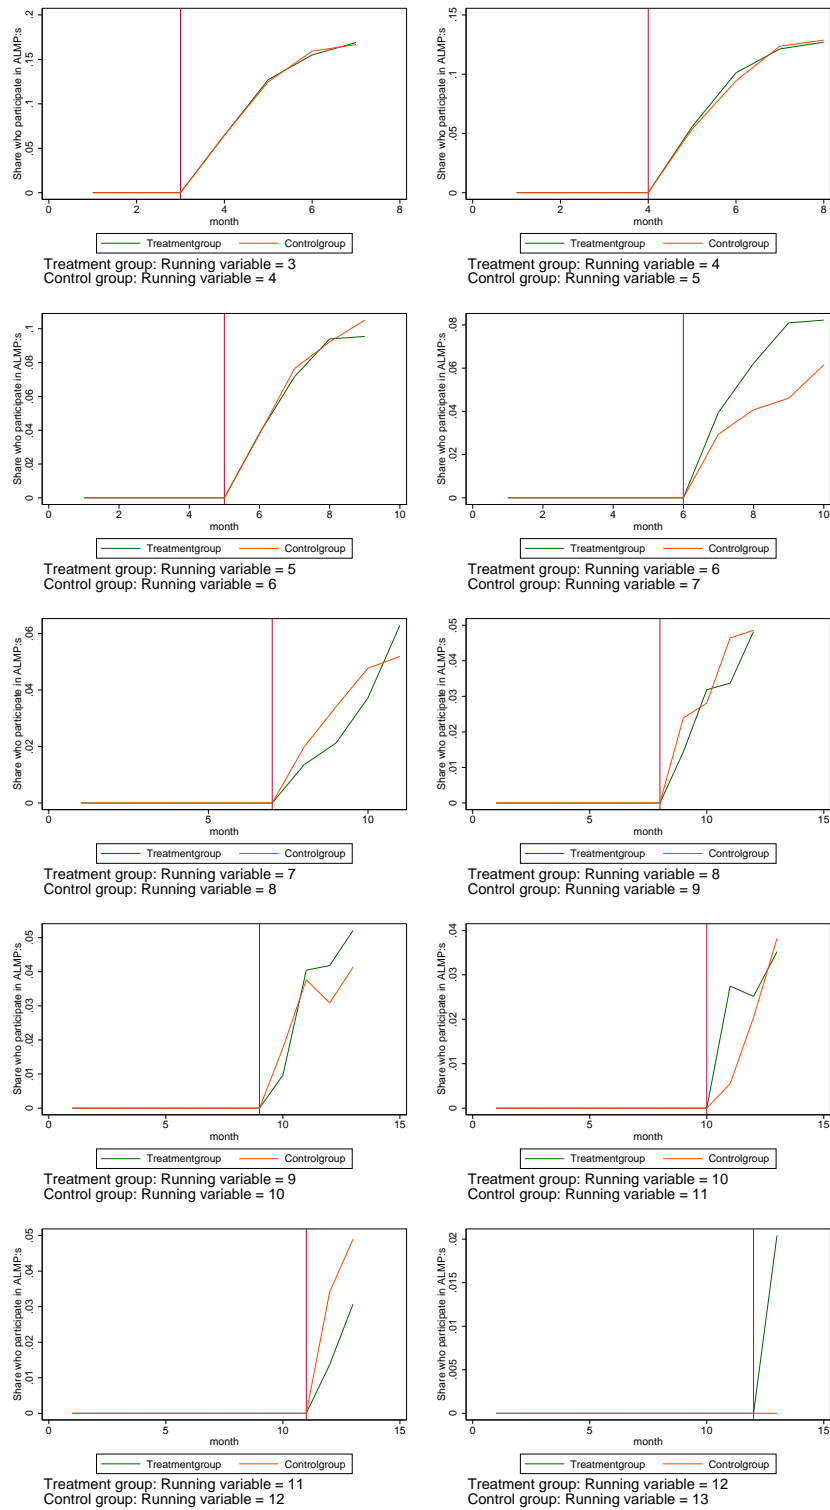 Share who participate in ALMP:s
0 .05 .1 .15 .2
0 2 4 6 8
month
Treatmentgroup Controlgroup
Treatment group: Running variable = 3
Control group: Running variable = 4
Share who participate in ALMP:s
0 .05 .1 .15
0 2 4 6 8
month
Treatmentgroup Controlgroup
Treatment group: Running variable = 4
Control group: Running variable = 5
Share who participate in ALMP:s
0 .02 .04 .06 .08 .1
0 2 4 6 8 10
month
Treatmentgroup Controlgroup
Treatment group: Running variable = 5
Control group: Running variable = 6
Share who participate in ALMP:s
0 .02 .04 .06 .08
0 2 4 6 8 10
month
Treatmentgroup Controlgroup
Treatment group: Running variable = 6
Control group: Running variable = 7
Share who participate in ALMP:s
0 .02 .04 .06
0 5 10
month
Treatmentgroup Controlgroup
Treatment group: Running variable = 7
Control group: Running variable = 8
Share who participate in ALMP:s
0 .01 .02 .03 .04 .05
0 5 10 15
month
Treatmentgroup Controlgroup
Treatment group: Running variable = 8
Control group: Running variable = 9
Share who participate in ALMP:s
0 .01 .02 .03 .04 .05
0 5 10 15
month
Treatmentgroup Controlgroup
Treatment group: Running variable = 9
Control group: Running variable = 10
Share who participate in ALMP:s
0 .01 .02 .03 .04
0 5 10 15
month
Treatmentgroup Controlgroup
Treatment group: Running variable = 10
Control group: Running variable = 11
Share who participate in ALMP:s
0 .01 .02 .03 .04 .05
0 5 10 15
month
Treatmentgroup Controlgroup
Treatment group: Running variable = 11
Control group: Running variable = 12
Share who participate in ALMP:s
0 .005 .01 .015 .02
0 5 10 15
month
Treatmentgroup Controlgroup
Treatment group: Running variable = 12
Control group: Running variable = 13